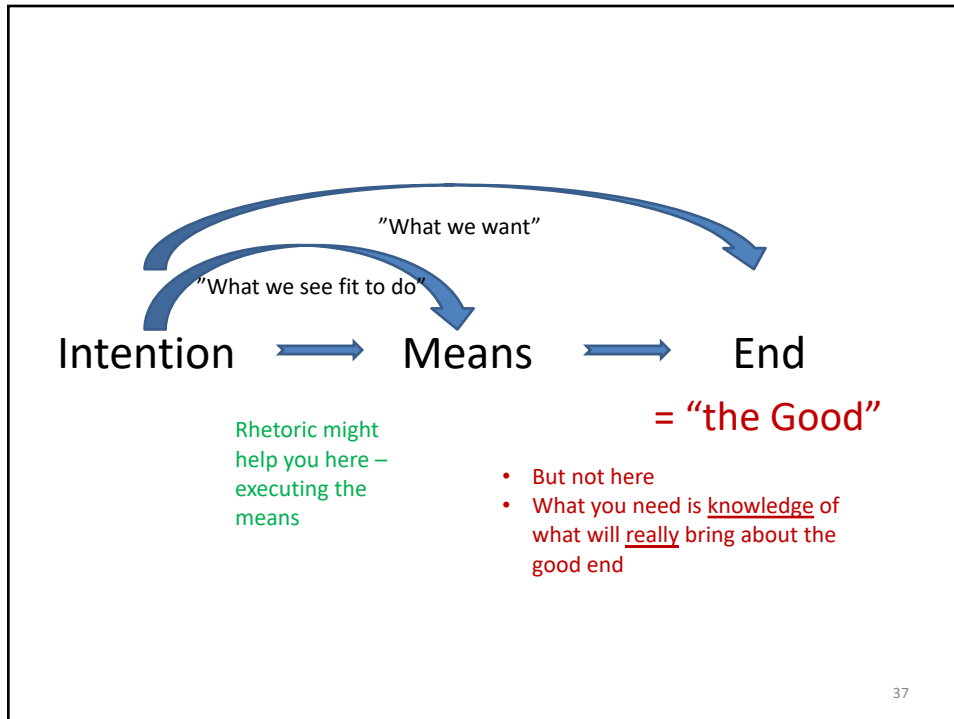 ”What we want”
”What we see fit to do”
Intention Means End
= “the Good”
Rhetoric might
help you here –
executing the
means
• But not here
• What you need is knowledge of
what will really bring about the
good end
37